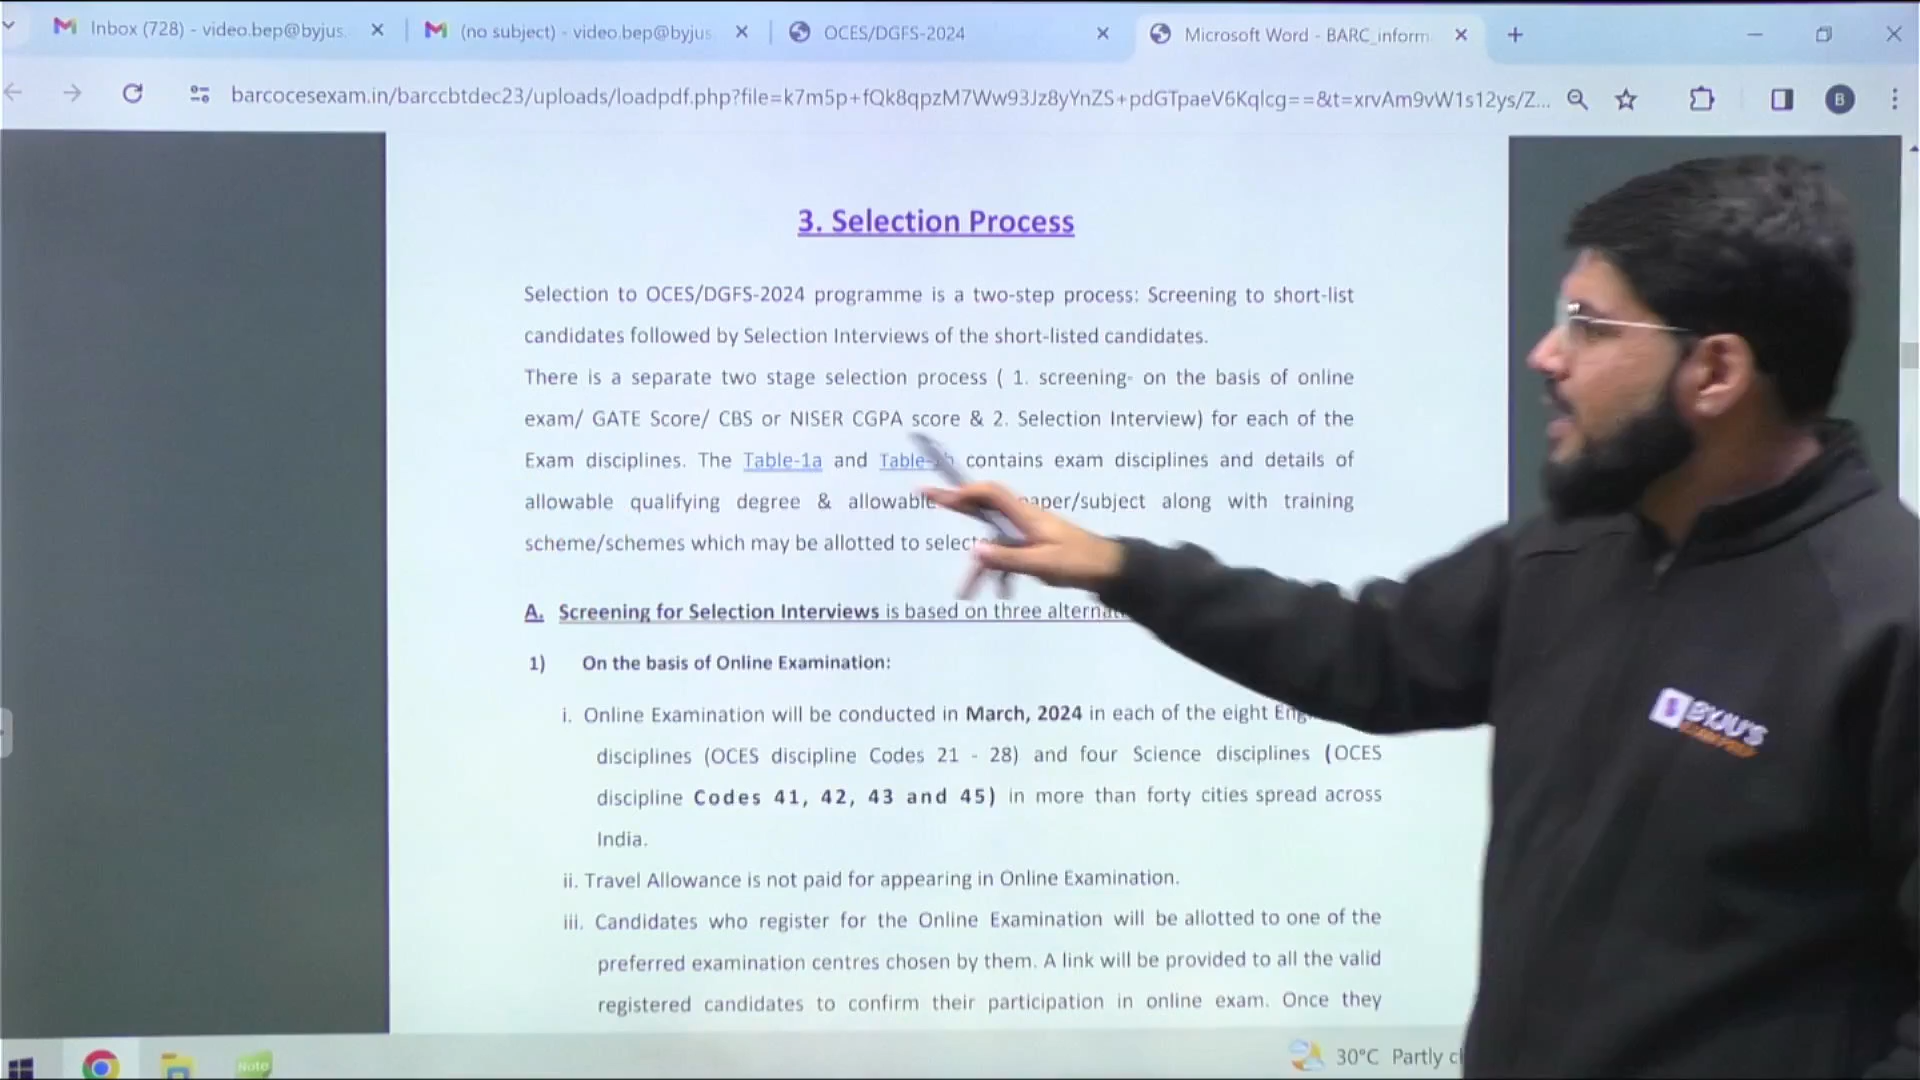 Inbox (728) - video.bep@byjus.
(no subject) - video.bep@byjus
OCES/DGFS-2024
Microsoft Word - BARC_inform
barcocesexam.in/barccbtdec23/uploads/loadpdf.php?file=k7m5p+fQk8qpzM7Ww93Jz8yYnZS+pdGTpaeV6Kqlcg==&t=xrvAm9vW1s12ys/Z...
B
3. Selection Process
Selection to OCES/DGFS-2024 programme is a two-step process: Screening to short-list
candidates followed by Selection Interviews of the short-listed candidates.
There is a separate two stage selection process ( 1. screening- on the basis of online
exam/ GATE Score/ CBS or NISER CGPA score & 2. Selection Interview) for each of the
Exam disciplines. The Table-1a and Table- contains exam disciplines and details of
allowable qualifying degree & allowable aper/subject along with training
scheme/schemes which may be allotted to select
A. Screening for Selection Interviews is based on three alterna
1) On the basis of Online Examination:
i. Online Examination will be conducted in March, 2024 in each of the eight Eng
disciplines (OCES discipline Codes 21 - 28) and four Science disciplines (OCES
discipline Codes 41, 42, 43 and 45) in more than forty cities spread across
India.
ii. Travel Allowance is not paid for appearing in Online Examination.
iii. Candidates who register for the Online Examination will be allotted to one of the
preferred examination centres chosen by them. A link will be provided to all the valid
registered candidates to confirm their participation in online exam. Once they
BYJU'S
EXAM PREP
Note
30°C Partly cl